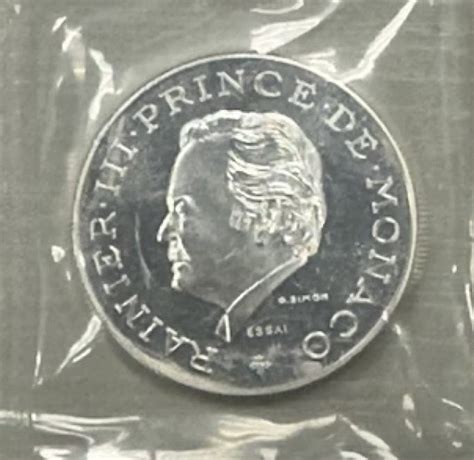 RAINIER · III · PRINCE · DE · MONACO
G. SIMON
ESSAI